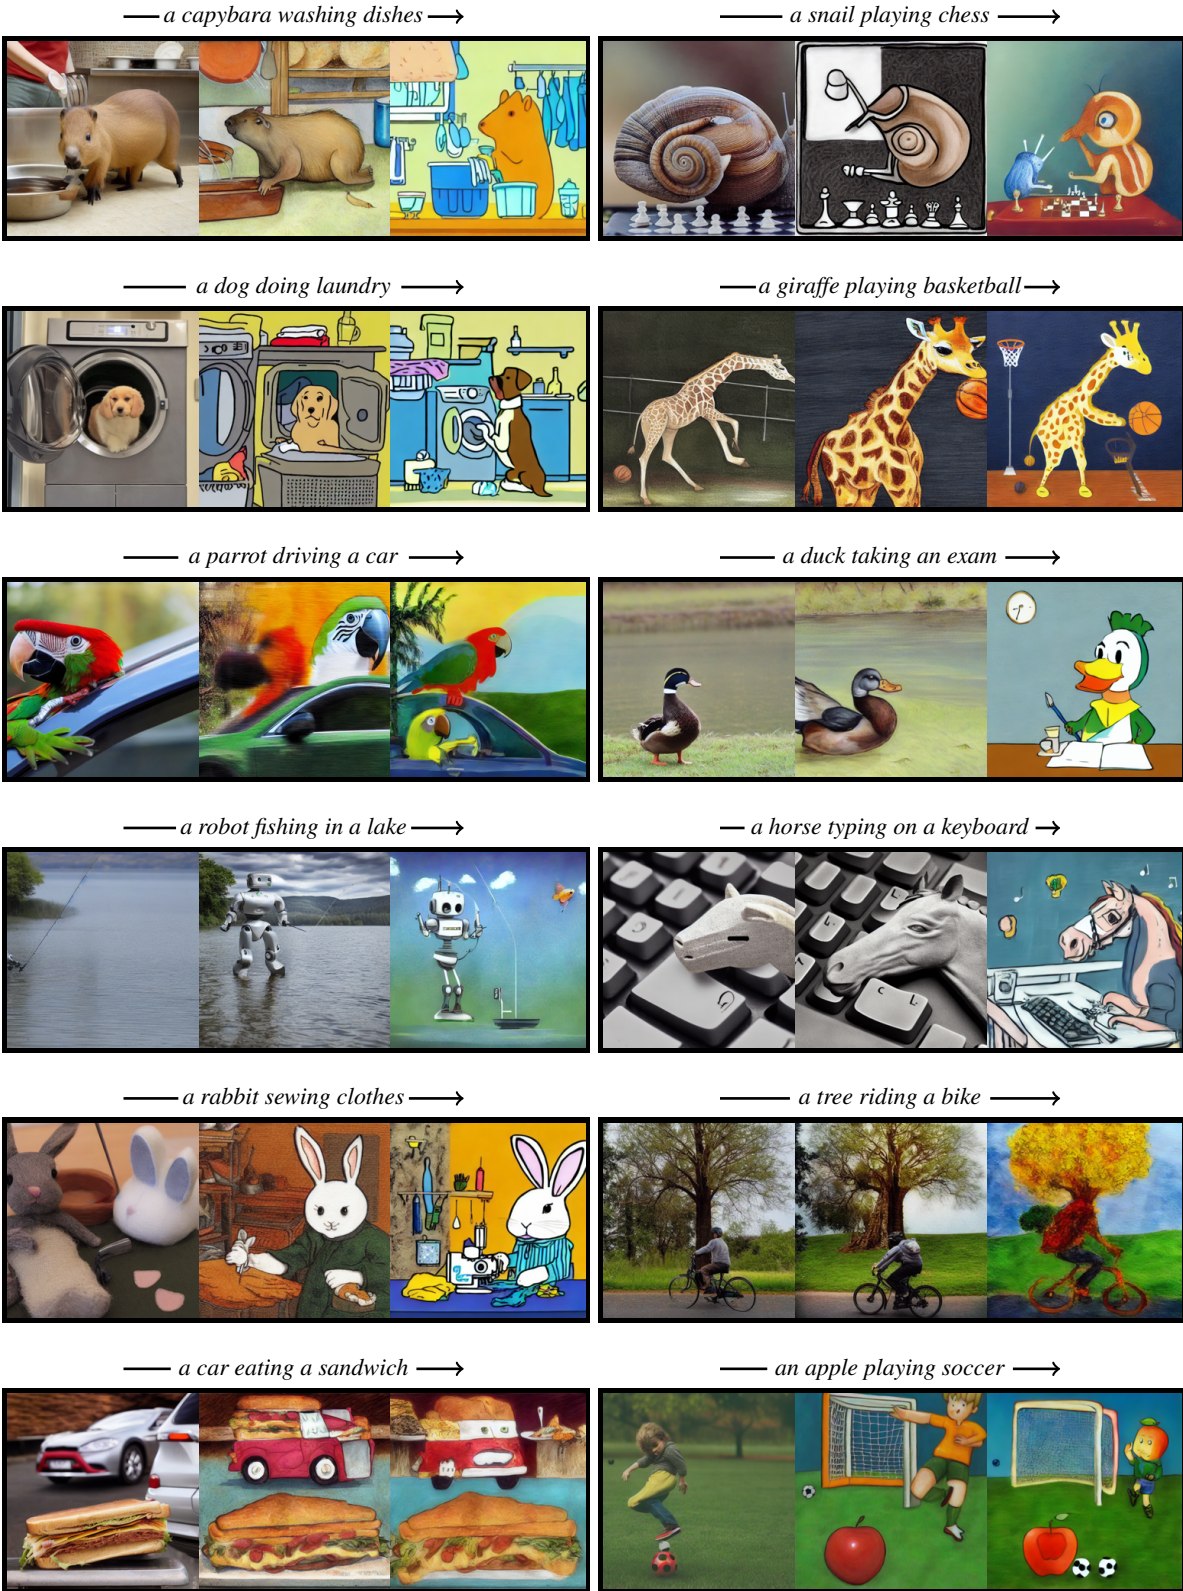 a capybara washing dishes
a snail playing chess
a dog doing laundry
a giraffe playing basketball
a parrot driving a car
a duck taking an exam
a robot fishing in a lake
a horse typing on a keyboard
a rabbit sewing clothes
a tree riding a bike
a car eating a sandwich
an apple playing soccer